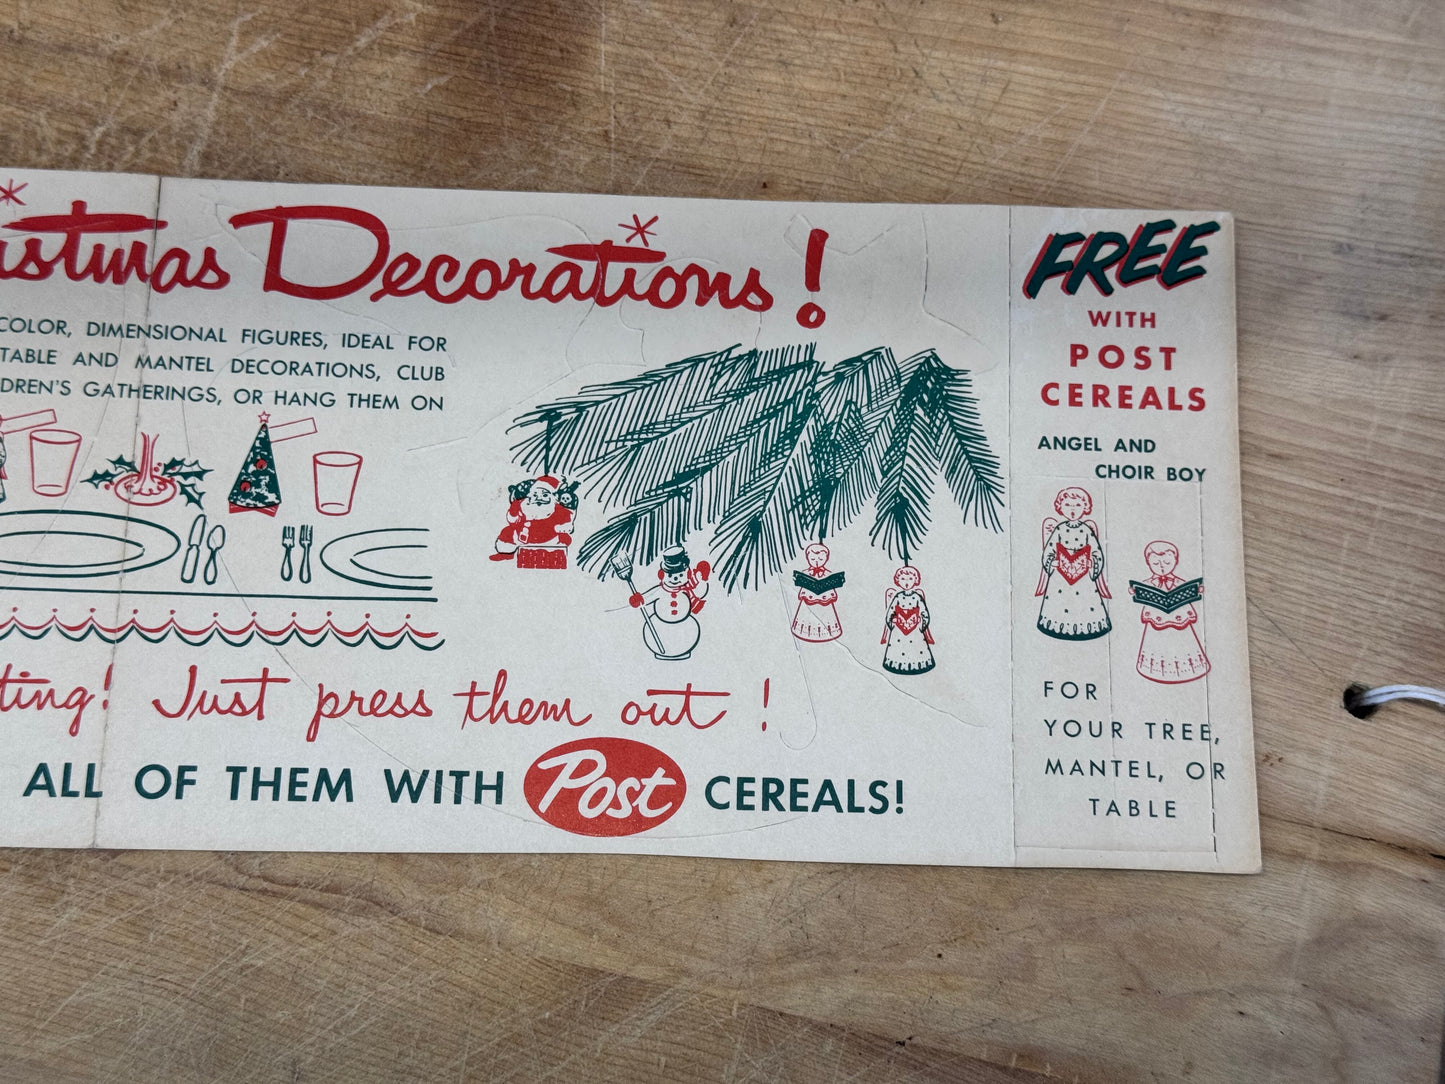 istmas Decorations!
COLOR, DIMENSIONAL FIGURES, IDEAL FOR
TABLE AND MANTEL DECORATIONS, CLUB
DREN'S GATHERINGS, OR HANG THEM ON
ting! Just press them out!
ALL OF THEM WITH Post CEREALS!
FREE
WITH
POST
CEREALS
ANGEL AND
CHOIR BOY
FOR
YOUR TREE,
MANTEL, OR
TABLE